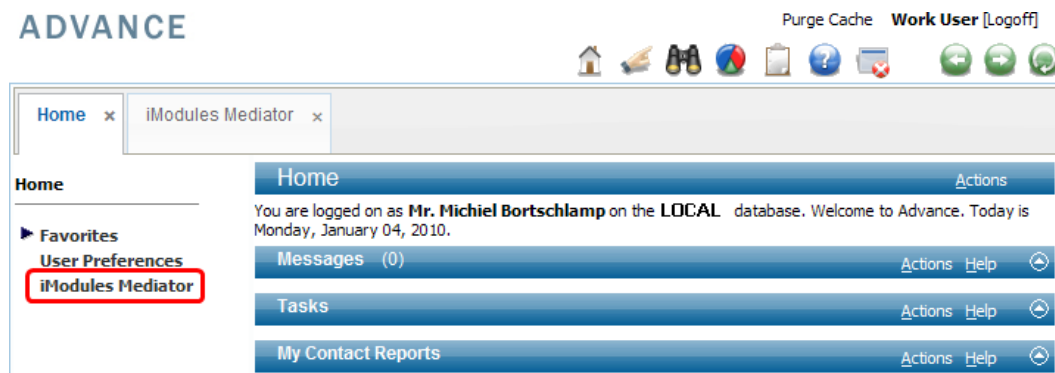 ADVANCE
Purge Cache Work User [Logoff]
Home x iModules Mediator x
Home
Favorites
User Preferences
iModules Mediator
Home Actions
You are logged on as Mr. Michiel Bortschlamp on the LOCAL database. Welcome to Advance. Today is
Monday, January 04, 2010.
Messages (0) Actions Help
Tasks Actions Help
My Contact Reports Actions Help